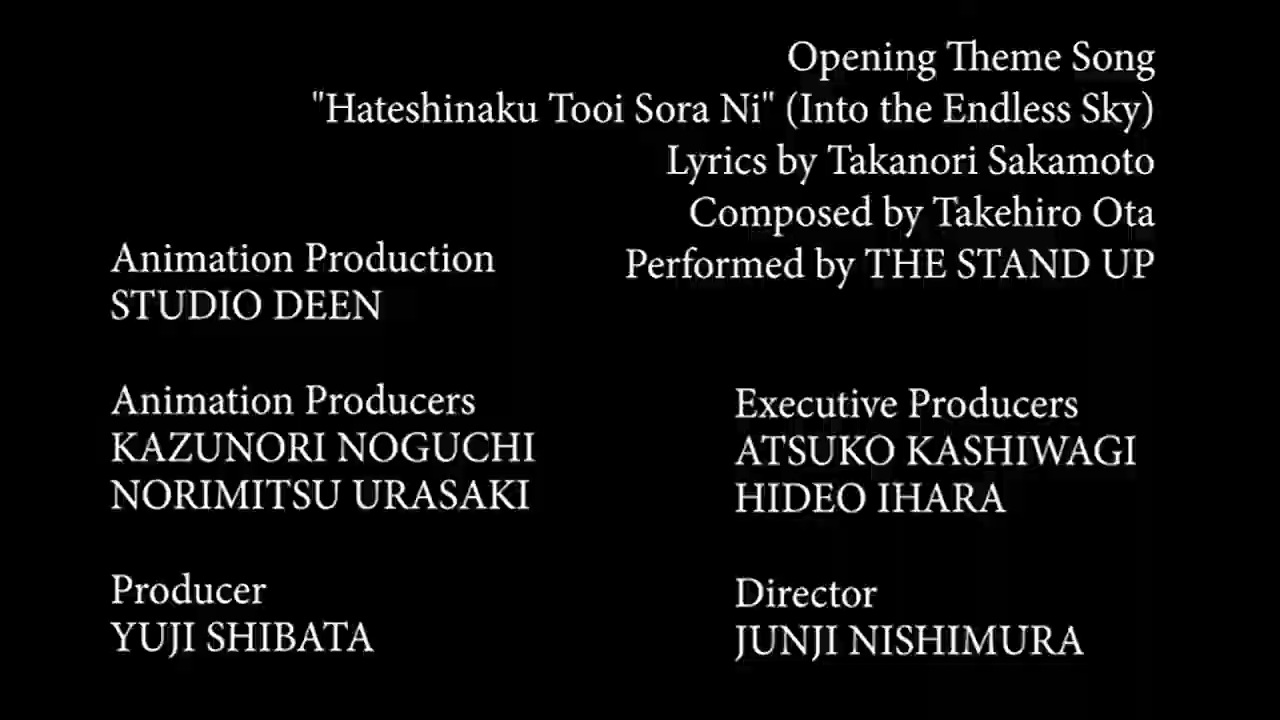 Opening Theme Song
"Hateshinaku Tooi Sora Ni" (Into the Endless Sky)
Lyrics by Takanori Sakamoto
Composed by Takehiro Ota
Performed by THE STAND UP
Animation Production
STUDIO DEEN
Animation Producers
KAZUNORI NOGUCHI
NORIMITSU URASAKI
Executive Producers
ATSUKO KASHIWAGI
HIDEO IHARA
Producer
YUJI SHIBATA
Director
JUNJI NISHIMURA